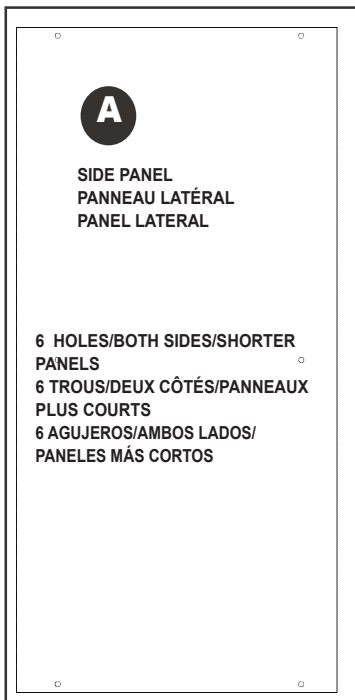 A
SIDE PANEL
PANNEAU LATÉRAL
PANEL LATERAL
6 HOLES/BOTH SIDES/SHORTER
PANELS
6 TROUS/DEUX CÔTÉS/PANNEAUX
PLUS COURTS
6 AGUJEROS/AMBOS LADOS/
PANELES MÁS CORTOS